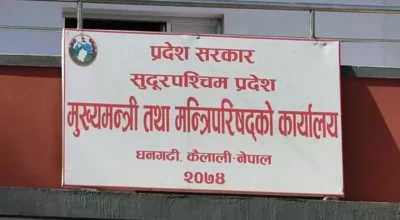 प्रदेश सरकार
सुदूरपश्चिम प्रदेश
मुख्यमन्त्री तथा मन्त्रिपरिषद्को कार्यालय
धनगढी, कैलाली-नेपाल
२०७४